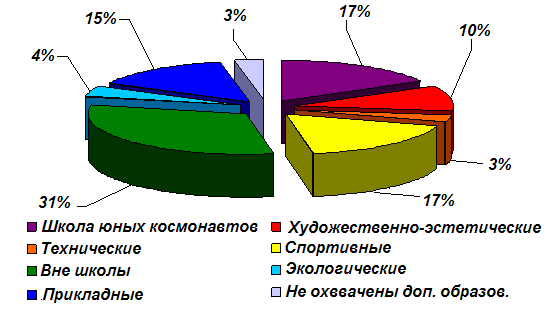 3%
17%
15%
10%
4%
3%
31%
17%
Школа юных космонавтов
Художественно-эстетические
Технические
Спортивные
Вне школы
Экологические
Прикладные
Не охввачены доп. образов.